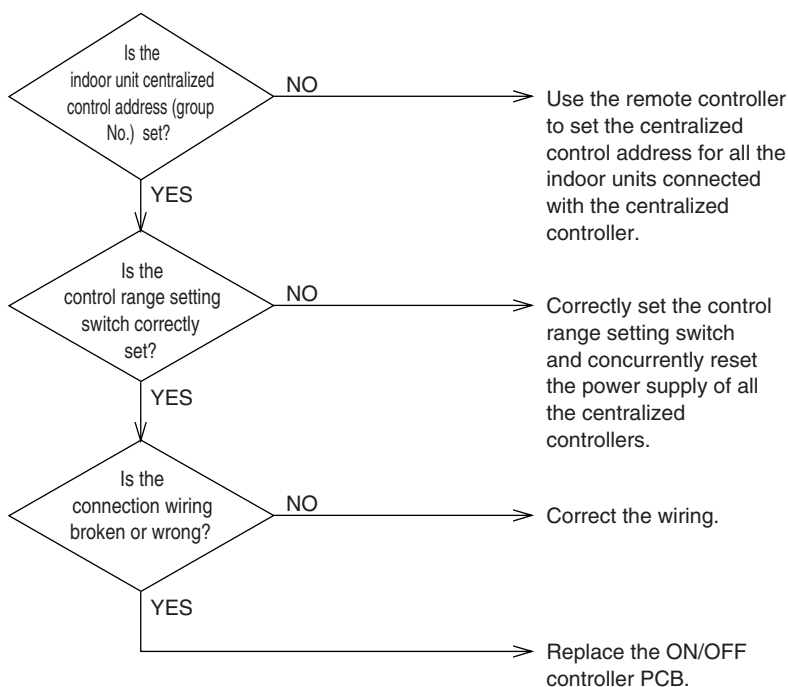 Is the
indoor unit centralized
control address (group
No.) set?
NO
Use the remote controller
to set the centralized
control address for all the
indoor units connected
with the centralized
controller.
YES
Is the
control range setting
switch correctly
set?
NO
Correctly set the control
range setting switch
and concurrently reset
the power supply of all
the centralized
controllers.
YES
Is the
connection wiring
broken or wrong?
NO
Correct the wiring.
YES
Replace the ON/OFF
controller PCB.